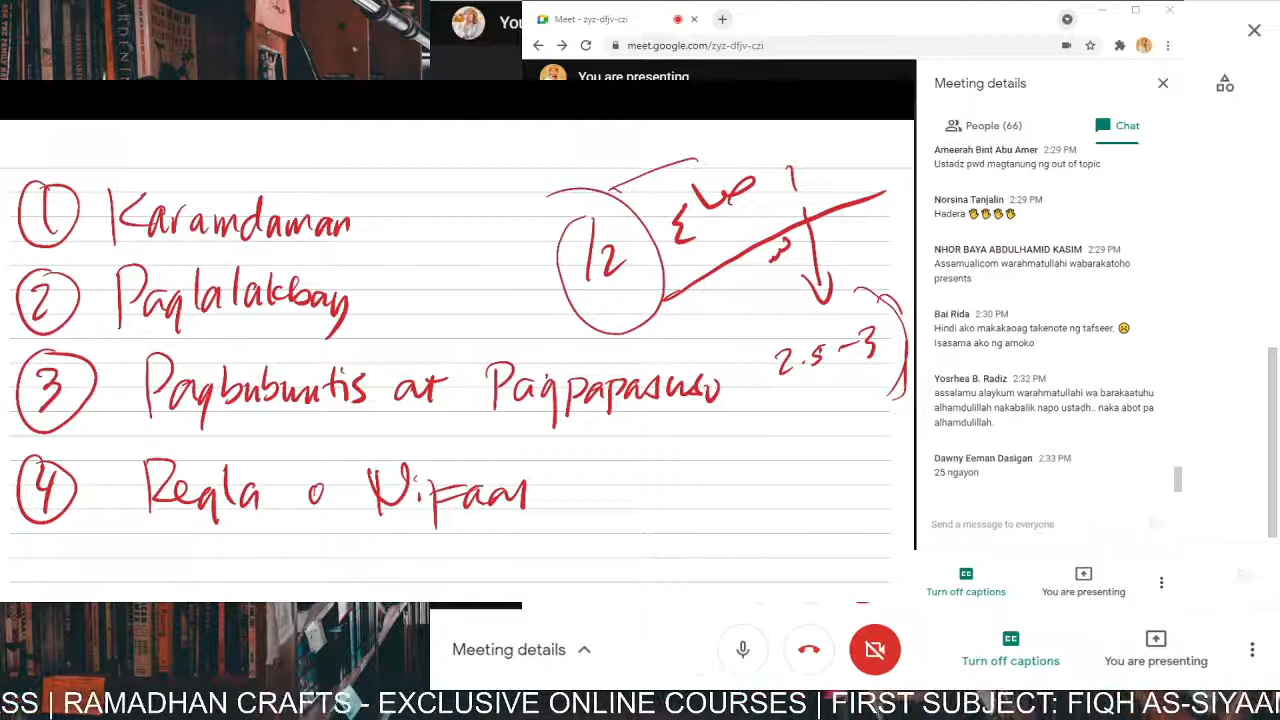 You
Meet - zyz-dfjv-czi
meet.google.com/zyz-dfjv-czi
You are presenting
Meeting details
People (66)
Chat
Ameerah Bint Abu Amer 2:29 PM
Ustadz pwd magtanung ng out of topic
Norsina Tanjalin 2:29 PM
Hadera 🖐🖐🖐🖐
NHOR BAYA ABDULHAMID KASIM 2:29 PM
Assamualicom warahmatullahi wabarakatoho
presents
Bai Rida 2:30 PM
Hindi ako makakaoag takenote ng tafseer. ☹️
Isasama ako ng amoko
Yosrhea B. Radiz 2:32 PM
assalamu alaykum warahmatullahi wa barakaatuhu
alhamdulillah nakabalik napo ustadh.. naka abot pa
alhamdulillah.
Dawny Eeman Dasigan 2:33 PM
25 ngayon
Send a message to everyone
Turn off captions
You are presenting
1 Karamdaman
2 Paglalakbay
3 Pagbubuntis at Pagpapasuso
4 Regla o Nifaas
12
2.5 - 3
Meeting details
Turn off captions
You are presenting
SS | RAMADHAN CRAFTS - EXCLUSIVE ONLINE COURSES | FIRST SUBJECT: FIQH AS-SIYAA